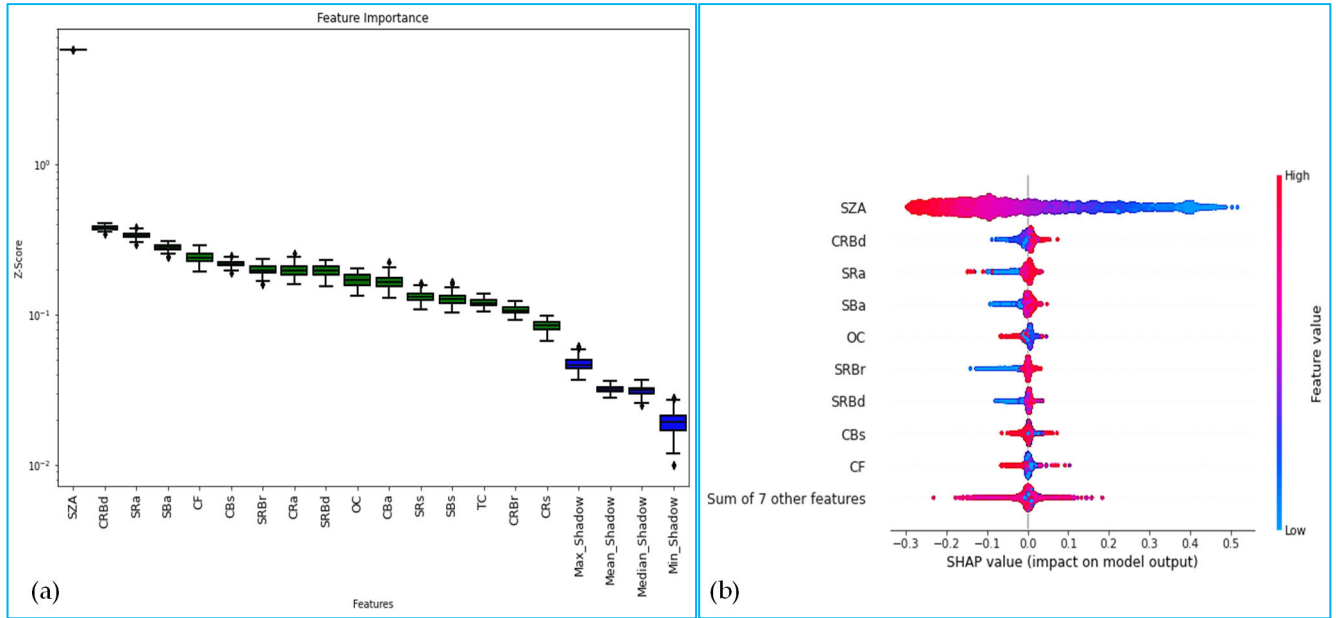 Feature Importance
10⁰
10⁻¹
10⁻²
Z-Score
SZA
CRBd
SRa
SBa
CF
CBs
SRBr
CRa
SRBd
OC
CBa
SRs
SBs
TC
CRBr
CRs
Max_Shadow
Mean_Shadow
Median_Shadow
Min_Shadow
Features
(a)
SZA
CRBd
SRa
SBa
OC
SRBr
SRBd
CBs
CF
Sum of 7 other features
−0.3 −0.2 −0.1 0.0 0.1 0.2 0.3 0.4 0.5
SHAP value (impact on model output)
High
Low
Feature value
(b)